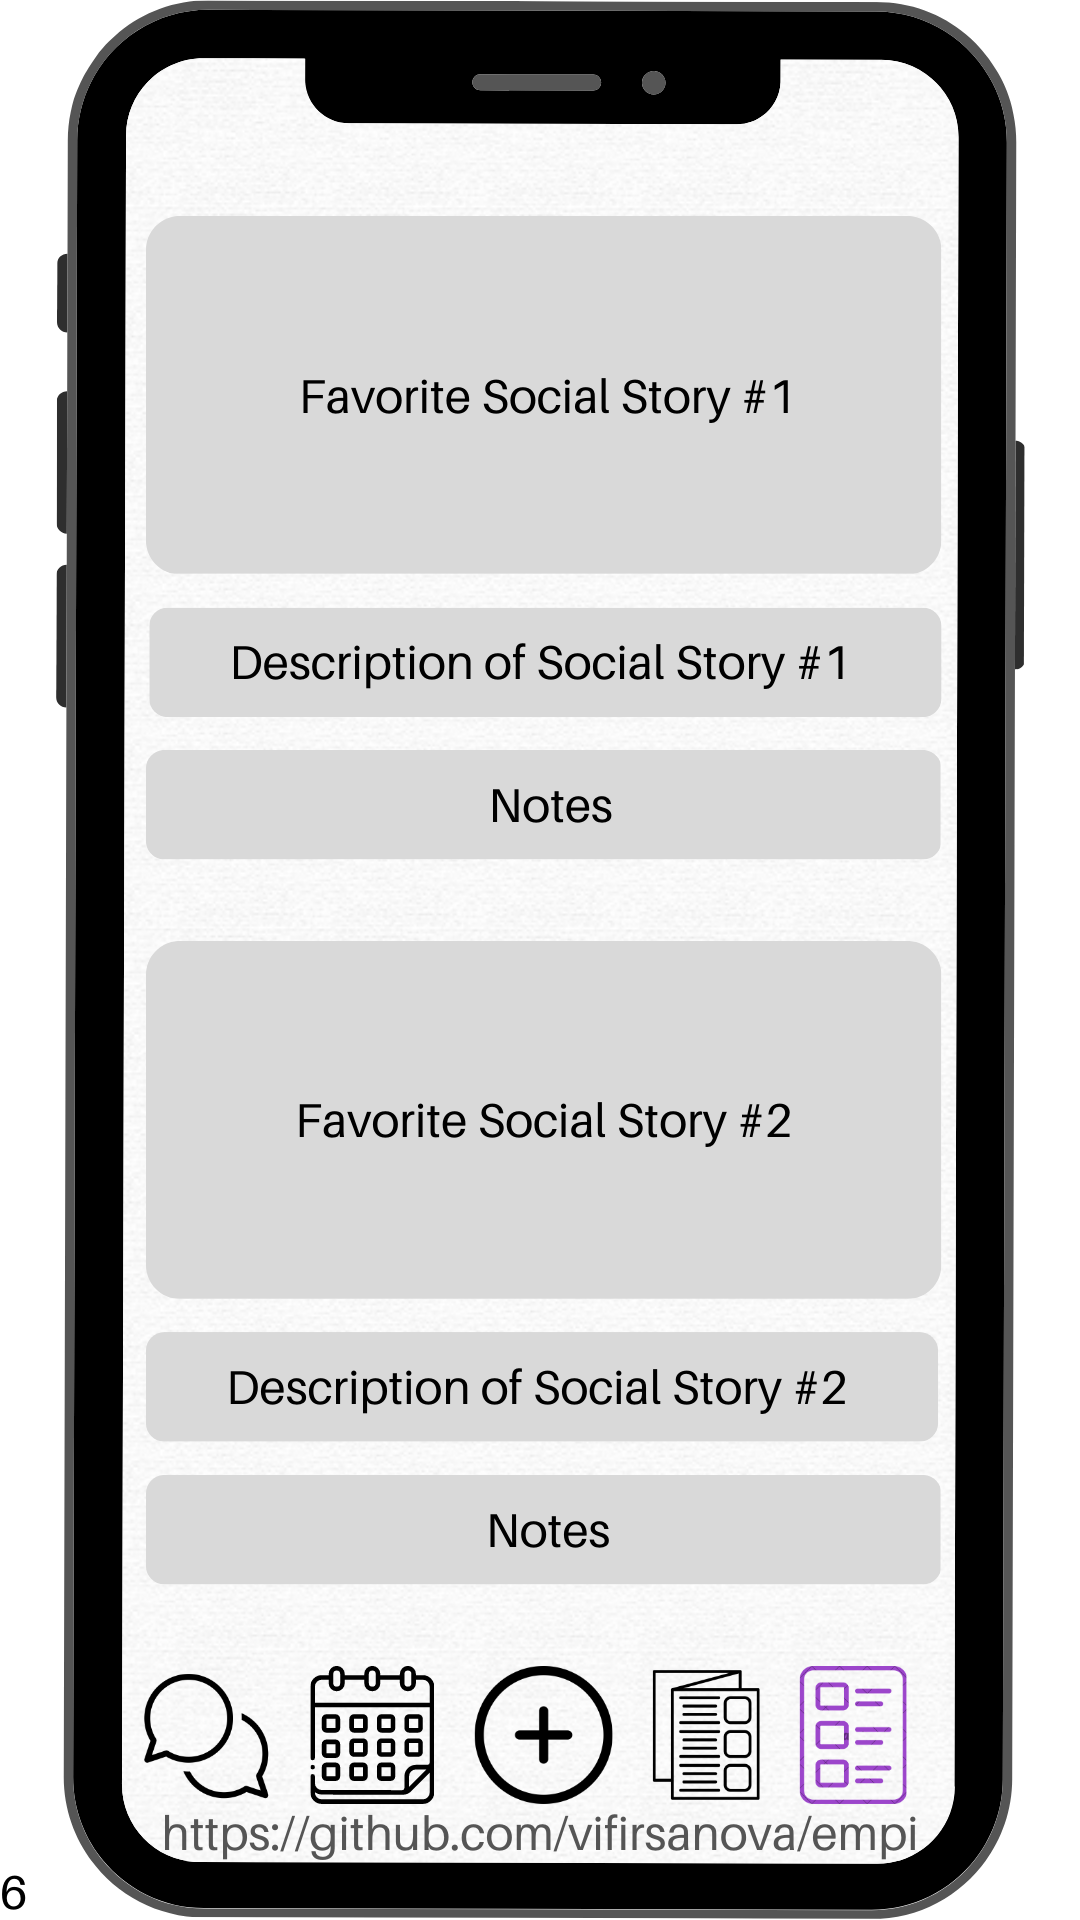 Favorite Social Story #1
Description of Social Story #1
Notes
Favorite Social Story #2
Description of Social Story #2
Notes
https://github.com/vifirsanova/empi
6